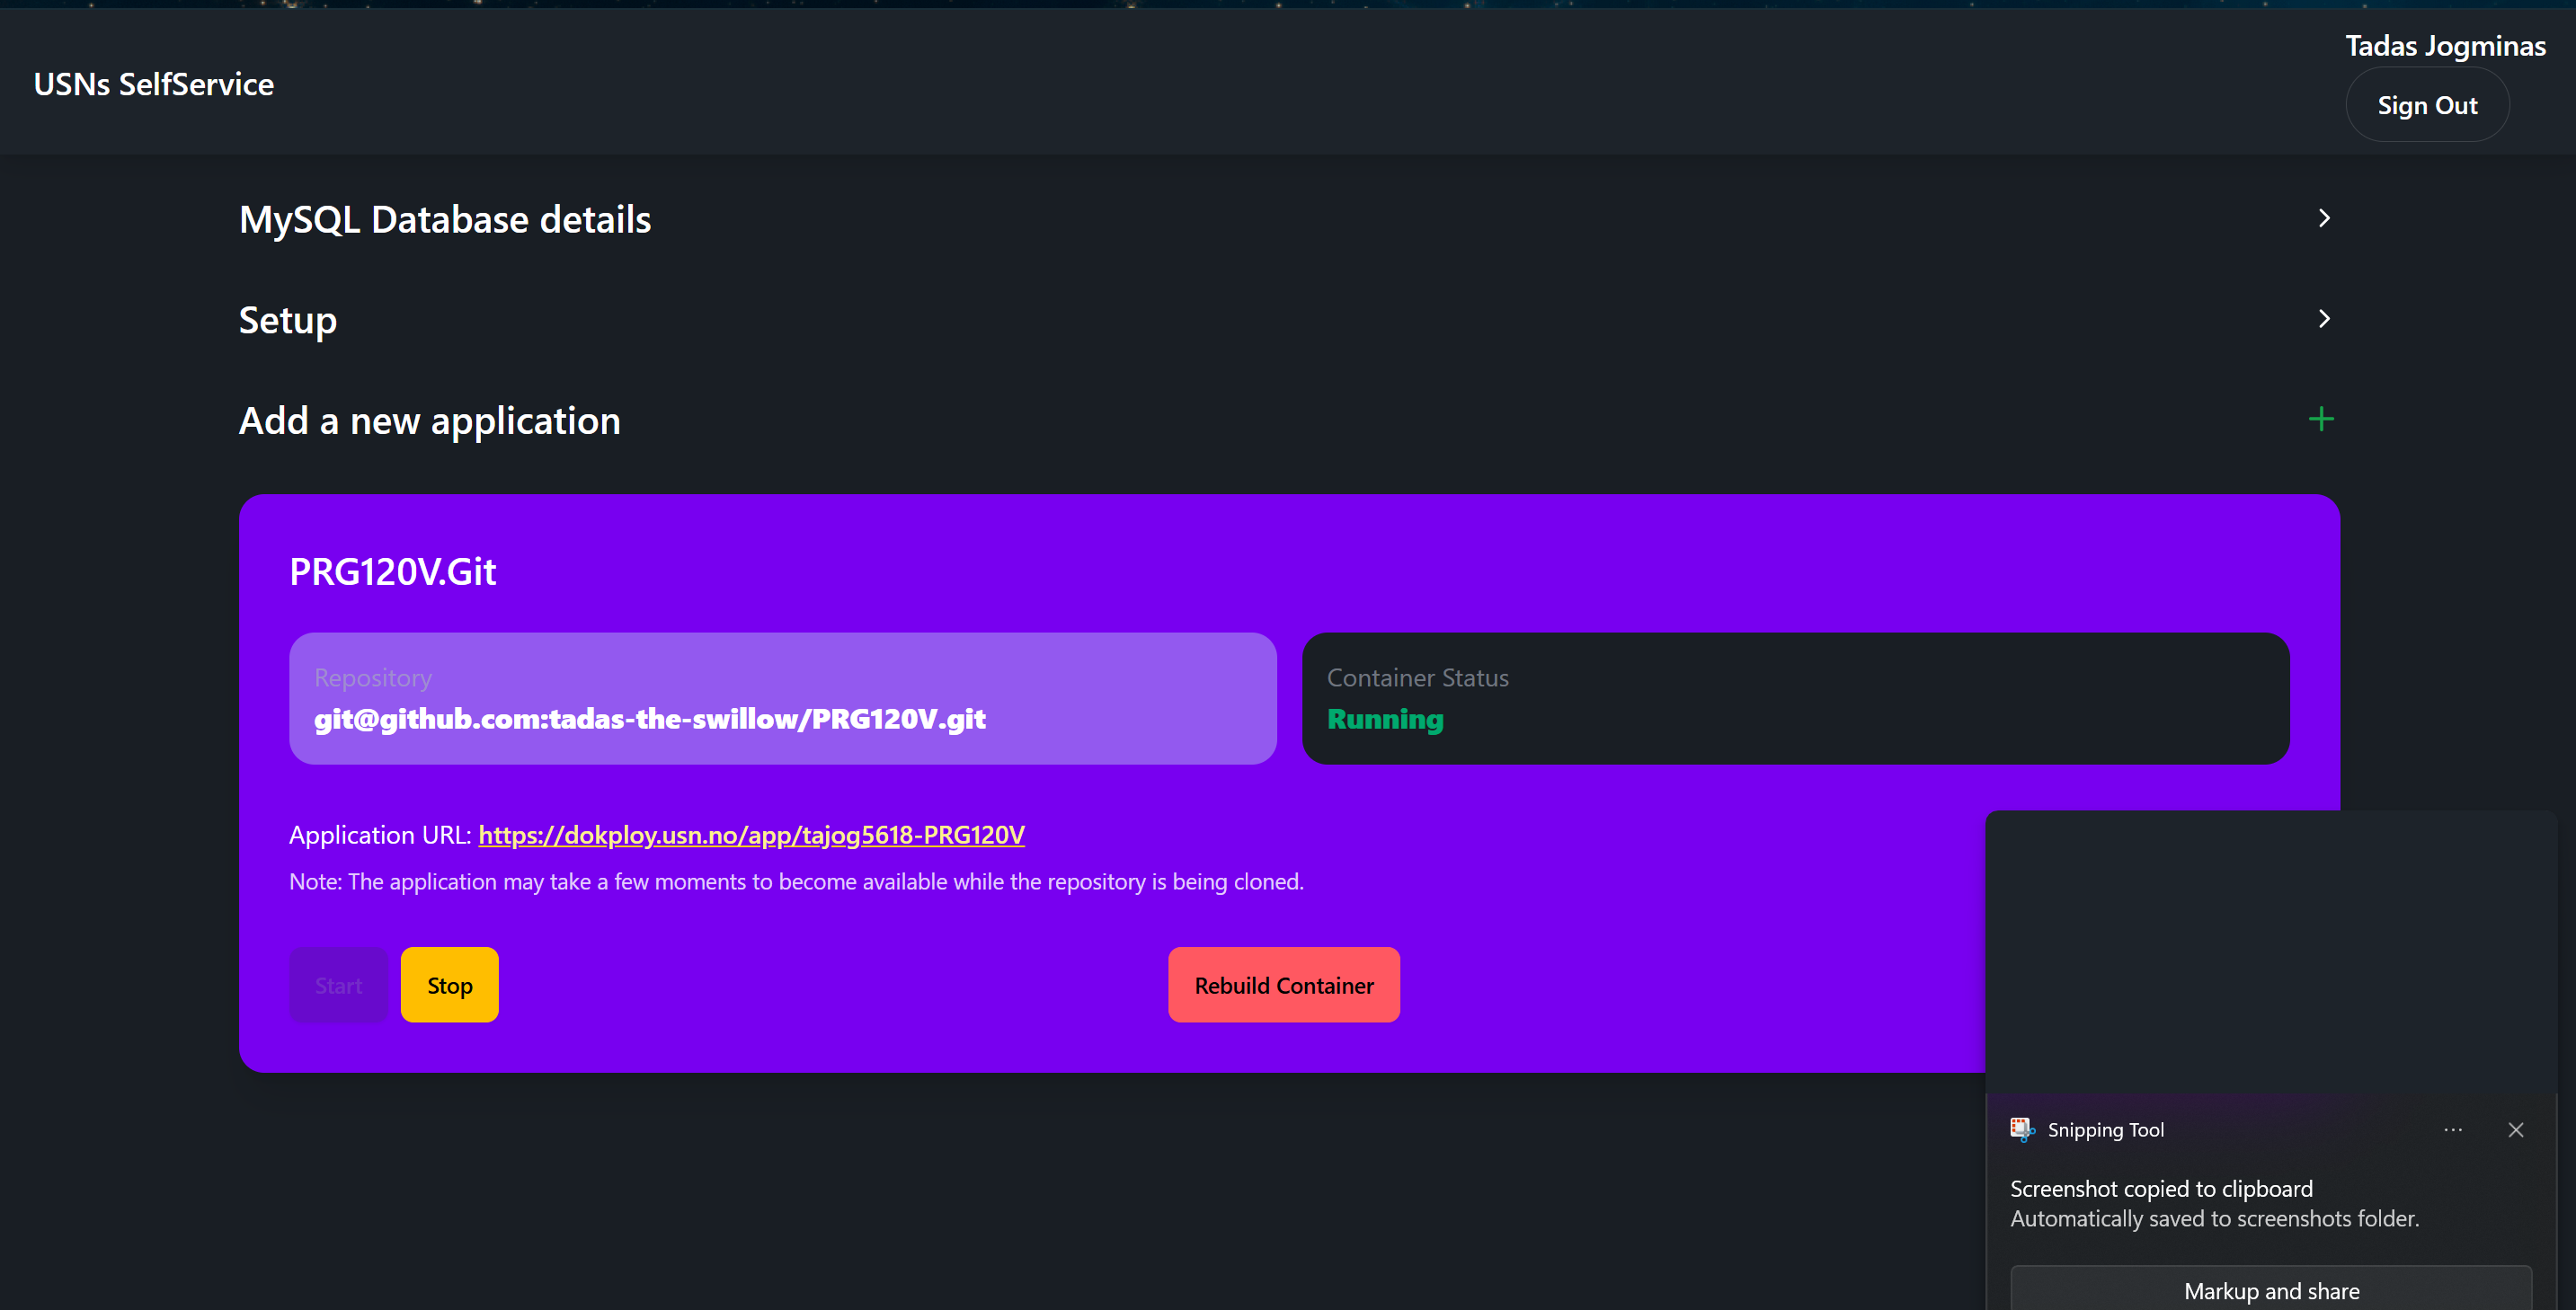 USNs SelfService
Tadas Jogminas
Sign Out
MySQL Database details
Setup
Add a new application
PRG120V.Git
Repository
git@github.com:tadas-the-swillow/PRG120V.git
Container Status
Running
Application URL: https://dokploy.usn.no/app/tajog5618-PRG120V
Note: The application may take a few moments to become available while the repository is being cloned.
Start
Stop
Rebuild Container
Snipping Tool
Screenshot copied to clipboard
Automatically saved to screenshots folder.
Markup and share